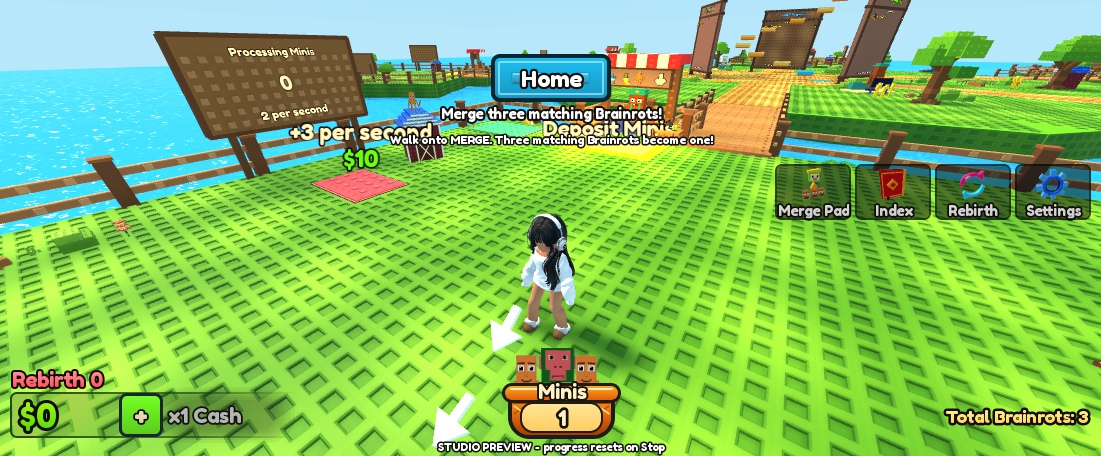 Processing Minis
0
2 per second
Home
Merge three matching Brainrots!
+3 per second
Deposit Minis
Walk onto MERGE. Three matching Brainrots become one!
$10
Merge Pad
Index
Rebirth
Settings
Rebirth 0
$0
+
x1 Cash
Minis
1
Total Brainrots: 3
STUDIO PREVIEW - progress resets on Stop